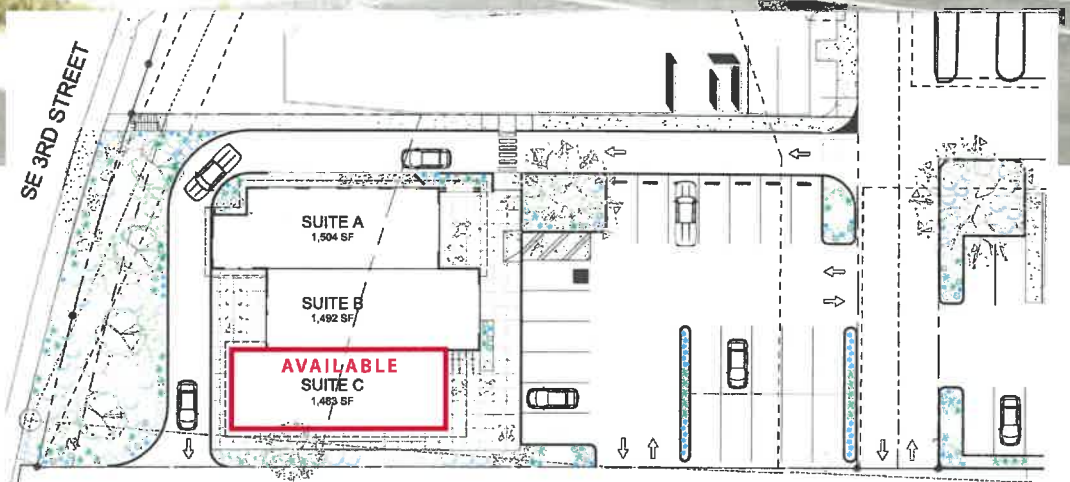 SE 3RD STREET
SUITE A
1,504 SF
SUITE B
1,492 SF
AVAILABLE
SUITE C
1,483 SF